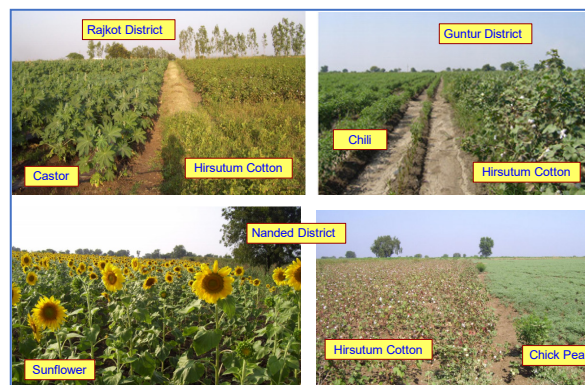 Rajkot District
Guntur District
Castor
Hirsutum Cotton
Chili
Hirsutum Cotton
Nanded District
Sunflower
Hirsutum Cotton
Chick Pea